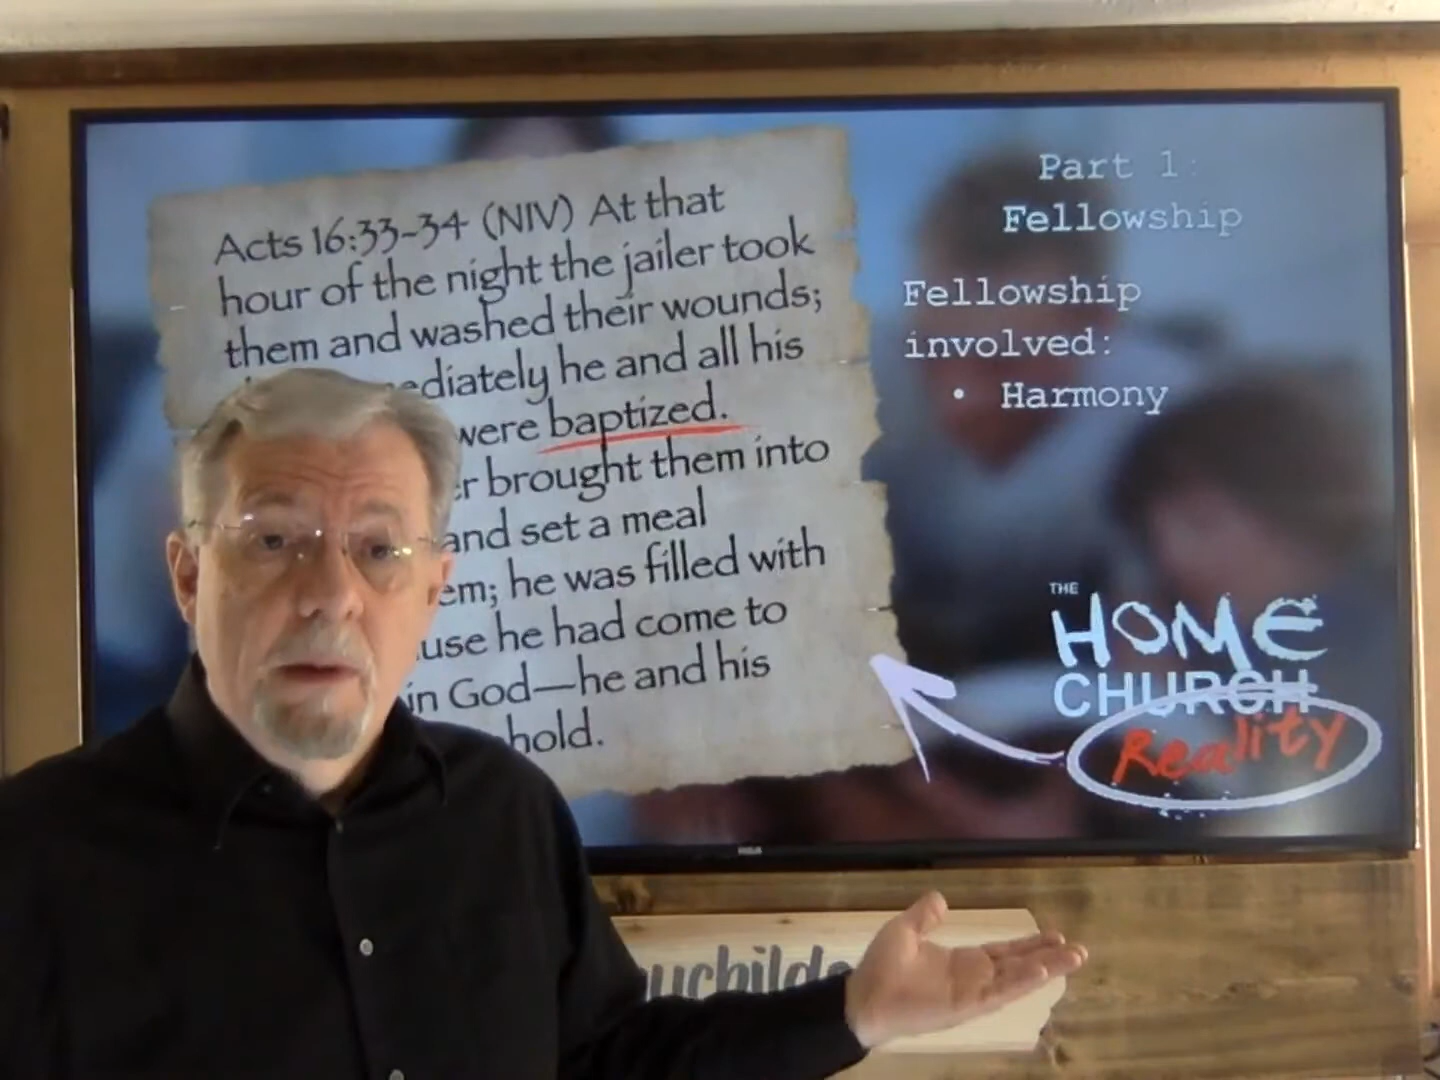 Acts 16:33-34 (NIV) At that
hour of the night the jailer took
them and washed their wounds;
ediately he and all his
were baptized.
er brought them into
and set a meal
em; he was filled with
use he had come to
in God—he and his
hold.
Part 1:
Fellowship
Fellowship
involved:
• Harmony
THE
HOME
CHURCH
Reality
RCA